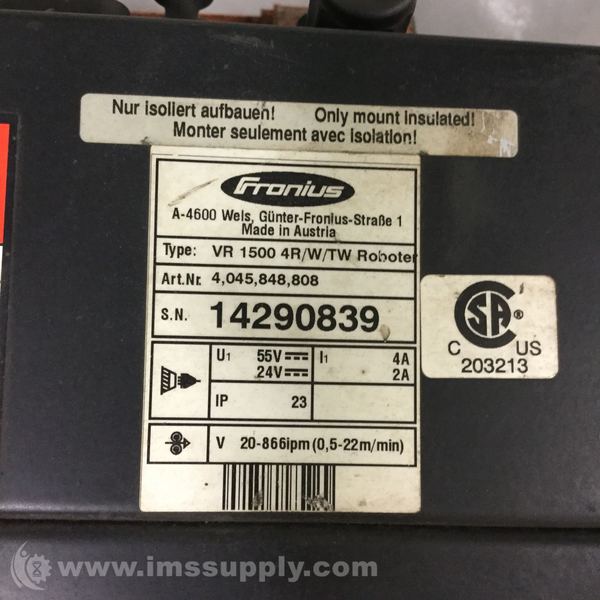 Nur isoliert aufbauen! Only mount insulated!
Monter seulement avec isolation!
Fronius
A-4600 Wels, Günter-Fronius-Straße 1
Made in Austria
Type: VR 1500 4R/W/TW Roboter
Art.Nr. 4,045,848,808
S.N. 14290839
U1 55V I1 4A
24V 2A
IP 23
V 20-866ipm (0,5-22m/min)
CSA ®
C US
203213
www.imssupply.com